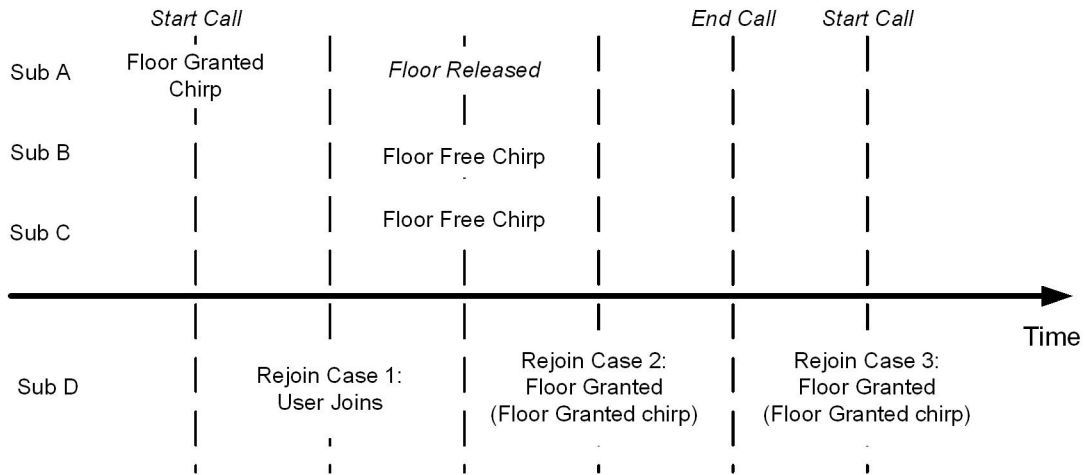 Start Call
End Call
Start Call
Sub A
Floor Granted
Chirp
Floor Released
Sub B
Floor Free Chirp
Sub C
Floor Free Chirp
Time
Sub D
Rejoin Case 1:
User Joins
Rejoin Case 2:
Floor Granted
(Floor Granted chirp)
Rejoin Case 3:
Floor Granted
(Floor Granted chirp)